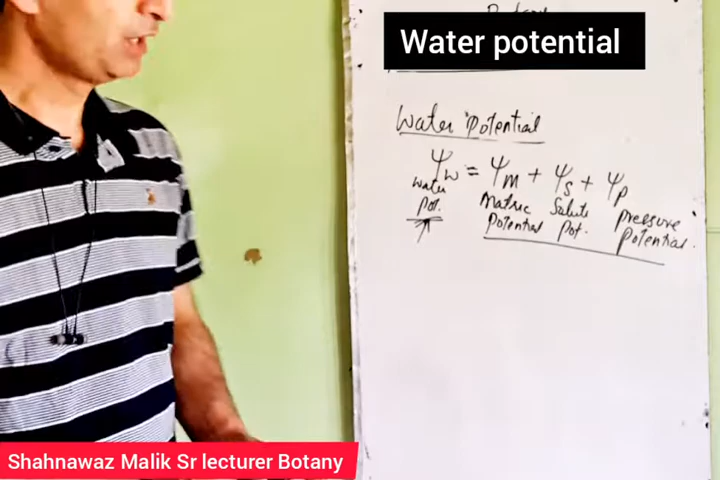 Water potential
Water Potential
Ψw = Ψm + Ψs + Ψp
water Matric Solute pressure
pot. potential pot. potential
Shahnawaz Malik Sr lecturer Botany